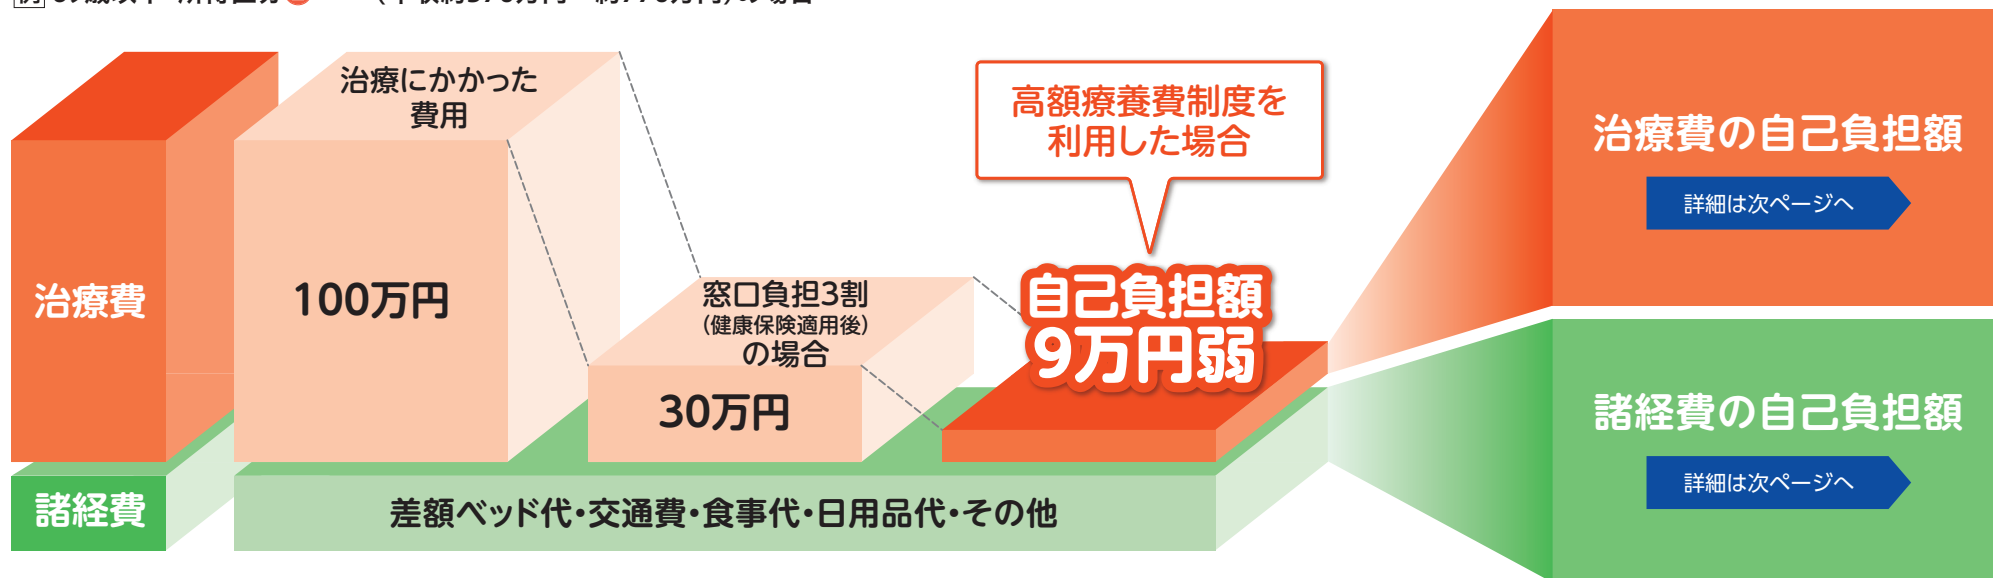 治療にかかった
費用
100万円
窓口負担3割
(健康保険適用後)
の場合
30万円
高額療養費制度を
利用した場合
自己負担額
9万円弱
治療費
諸経費
差額ベッド代・交通費・食事代・日用品代・その他
治療費の自己負担額
詳細は次ページへ
諸経費の自己負担額
詳細は次ページへ